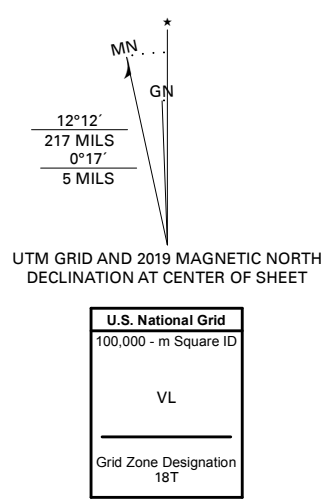 ★
MN
GN
12°12´
217 MILS
0°17´
5 MILS
UTM GRID AND 2019 MAGNETIC NORTH
DECLINATION AT CENTER OF SHEET
U.S. National Grid
100,000 - m Square ID
VL
Grid Zone Designation
18T